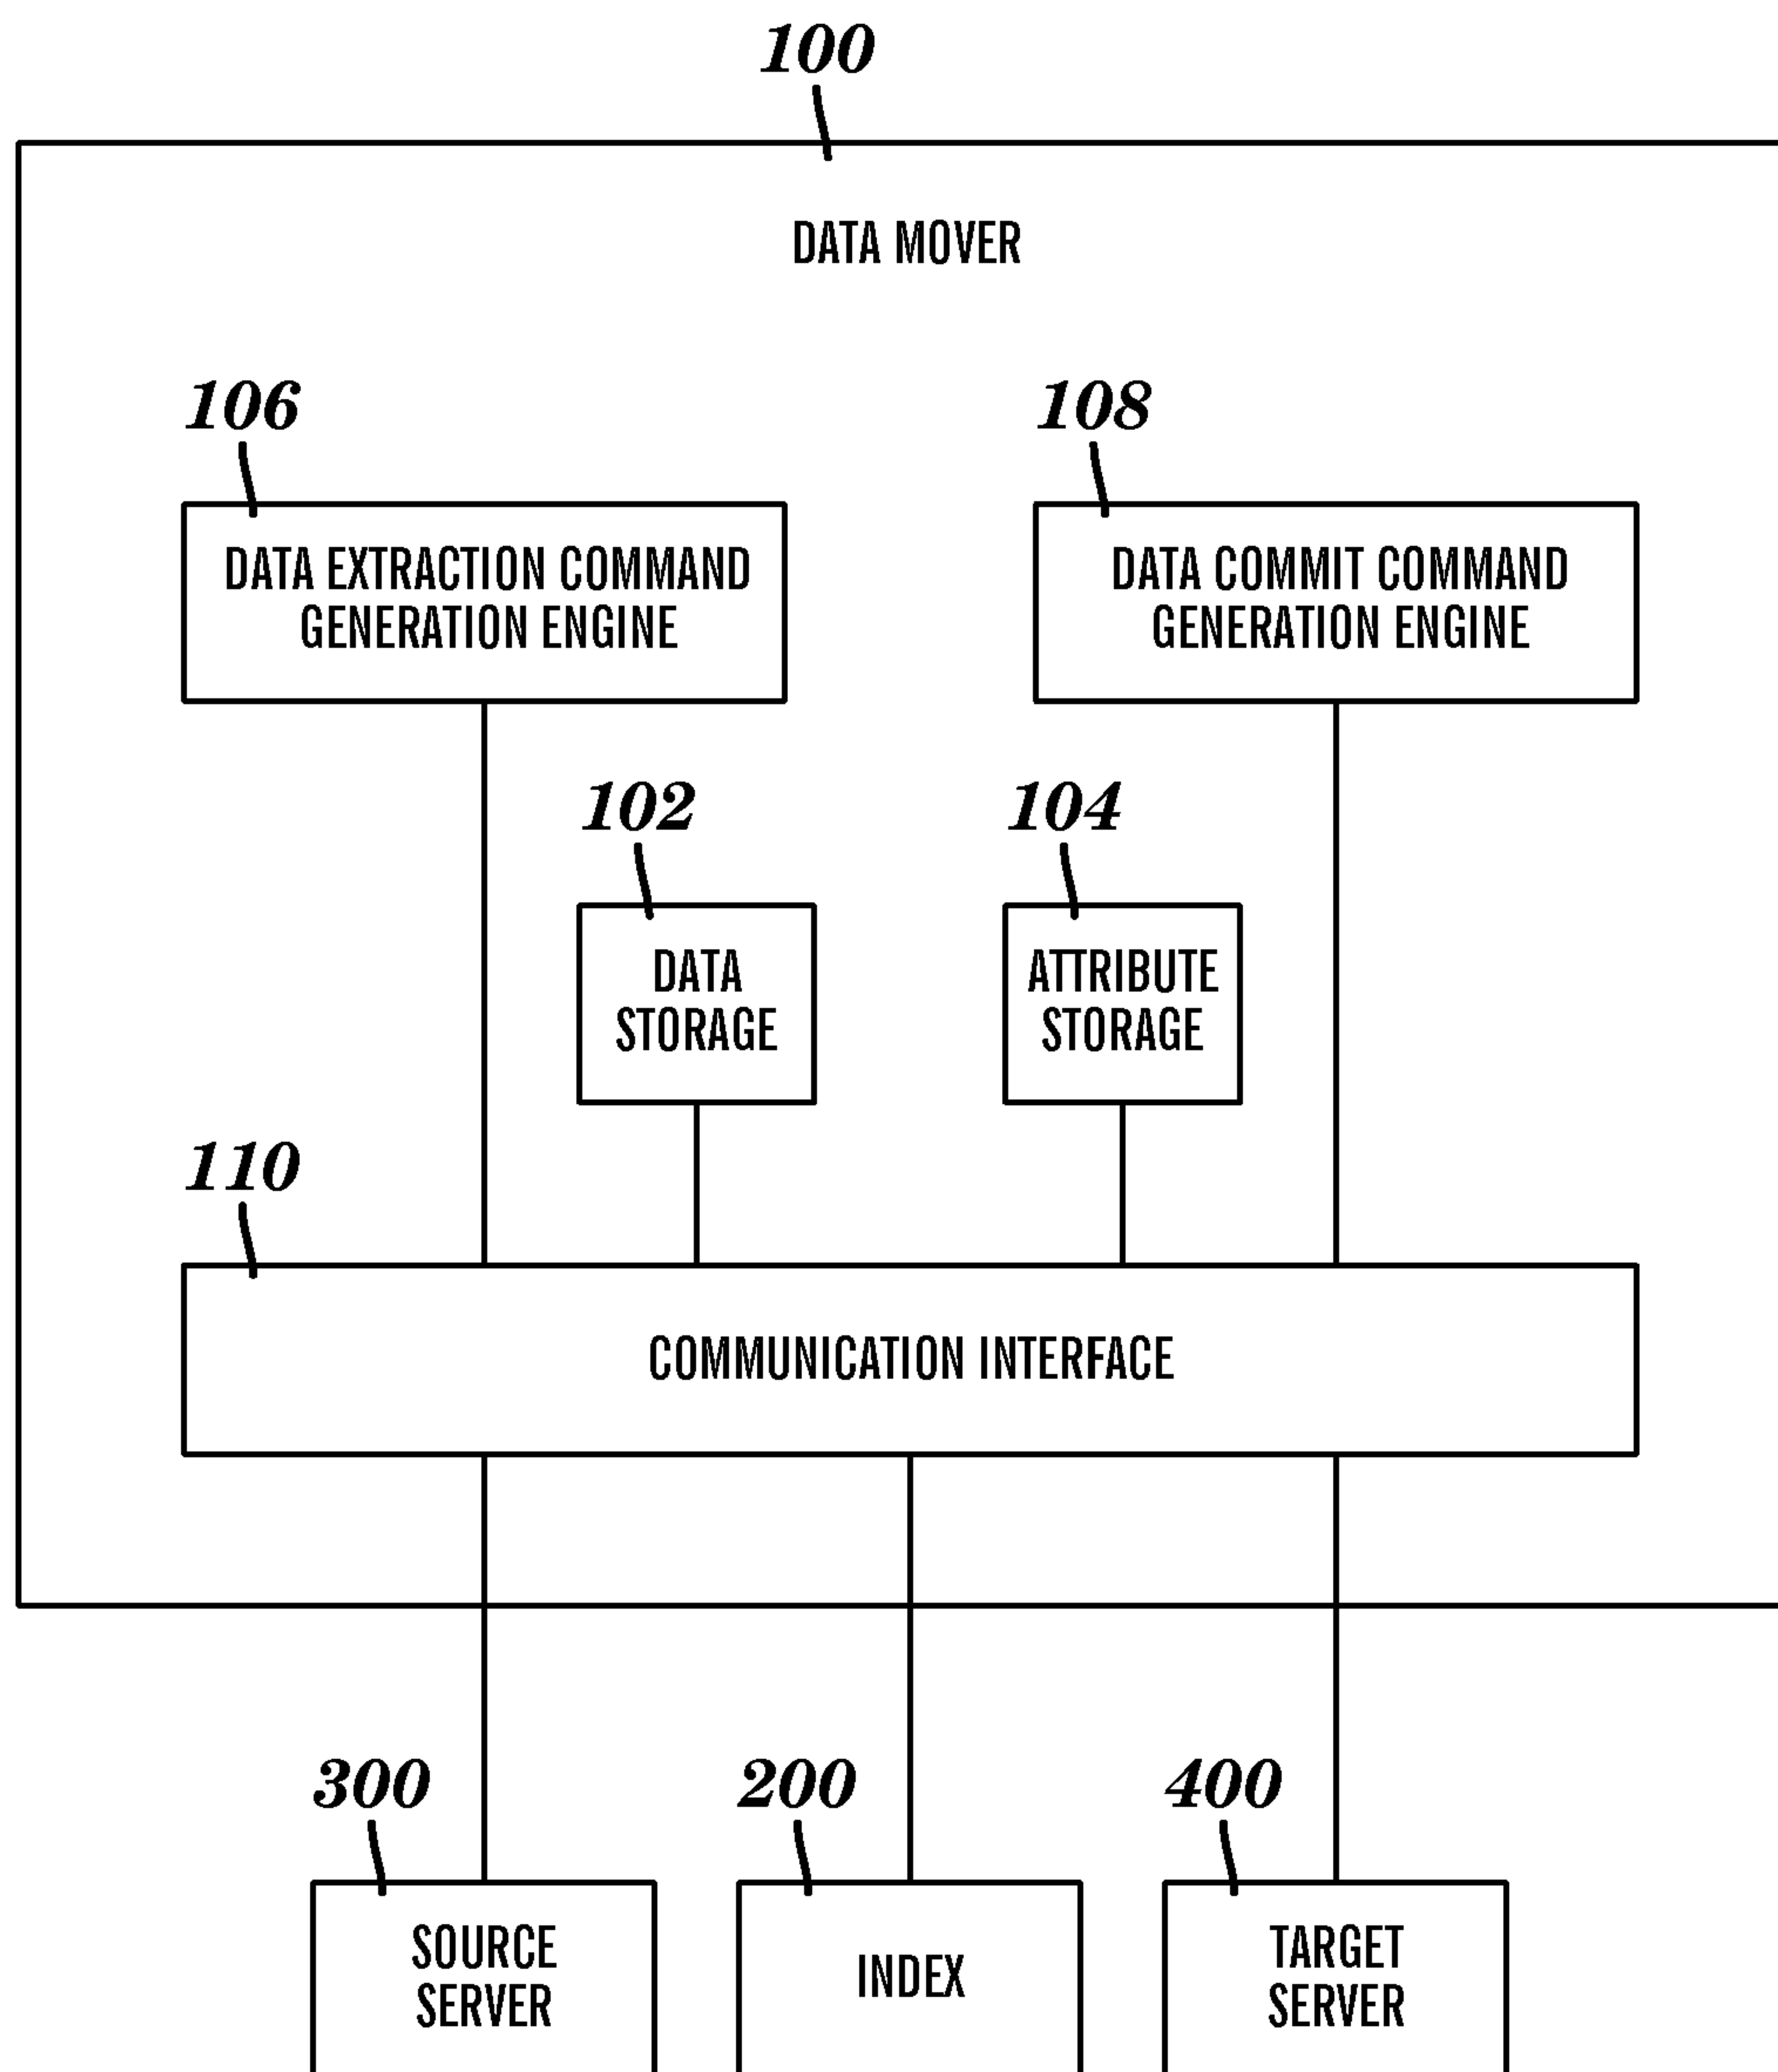 100
DATA MOVER
106
DATA EXTRACTION COMMAND
GENERATION ENGINE
108
DATA COMMIT COMMAND
GENERATION ENGINE
102
DATA
STORAGE
104
ATTRIBUTE
STORAGE
110
COMMUNICATION INTERFACE
300
SOURCE
SERVER
200
INDEX
400
TARGET
SERVER